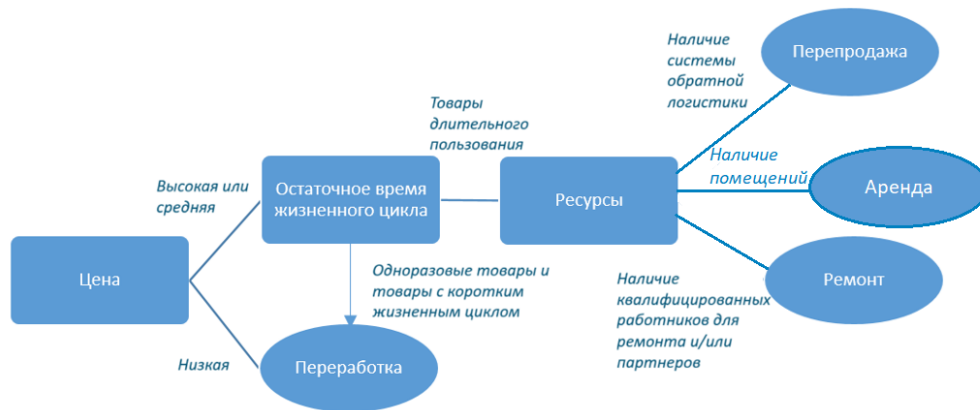 Наличие
системы
обратной
логистики
Перепродажа
Товары
длительного
пользования
Высокая или
средняя
Остаточное время
жизненного цикла
Ресурсы
Наличие
помещений
Аренда
Цена
Одноразовые товары и
товары с коротким
жизненным циклом
Наличие
квалифицированных
работников для
ремонта и/или
партнеров
Ремонт
Низкая
Переработка